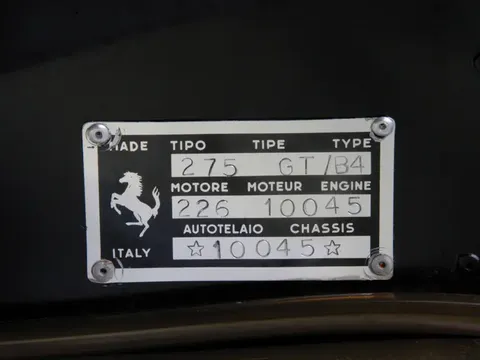 MADE TIPO TIPE TYPE
275 GT/B4
MOTORE MOTEUR ENGINE
226 10045
AUTOTELAIO CHASSIS
ITALY ☆10045☆